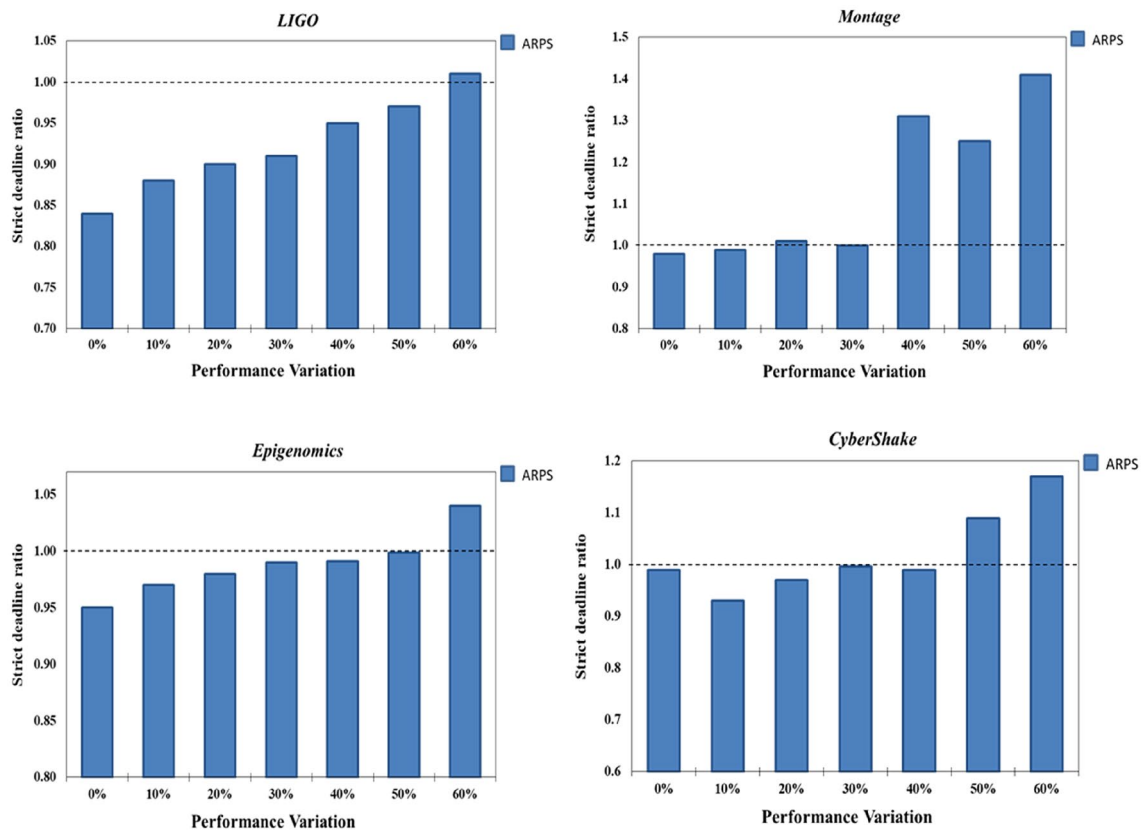 LIGO
ARPS
Strict deadline ratio
1.05
1.00
0.95
0.90
0.85
0.80
0.75
0.70
0% 10% 20% 30% 40% 50% 60%
Performance Variation
Montage
ARPS
Strict deadline ratio
1.5
1.4
1.3
1.2
1.1
1.0
0.9
0.8
0% 10% 20% 30% 40% 50% 60%
Performance Variation
Epigenomics
ARPS
Strict deadline ratio
1.05
1.00
0.95
0.90
0.85
0.80
0% 10% 20% 30% 40% 50% 60%
Performance Variation
CyberShake
ARPS
Strict deadline ratio
1.2
1.1
1.0
0.9
0.8
0.7
0.6
0% 10% 20% 30% 40% 50% 60%
Performance Variation